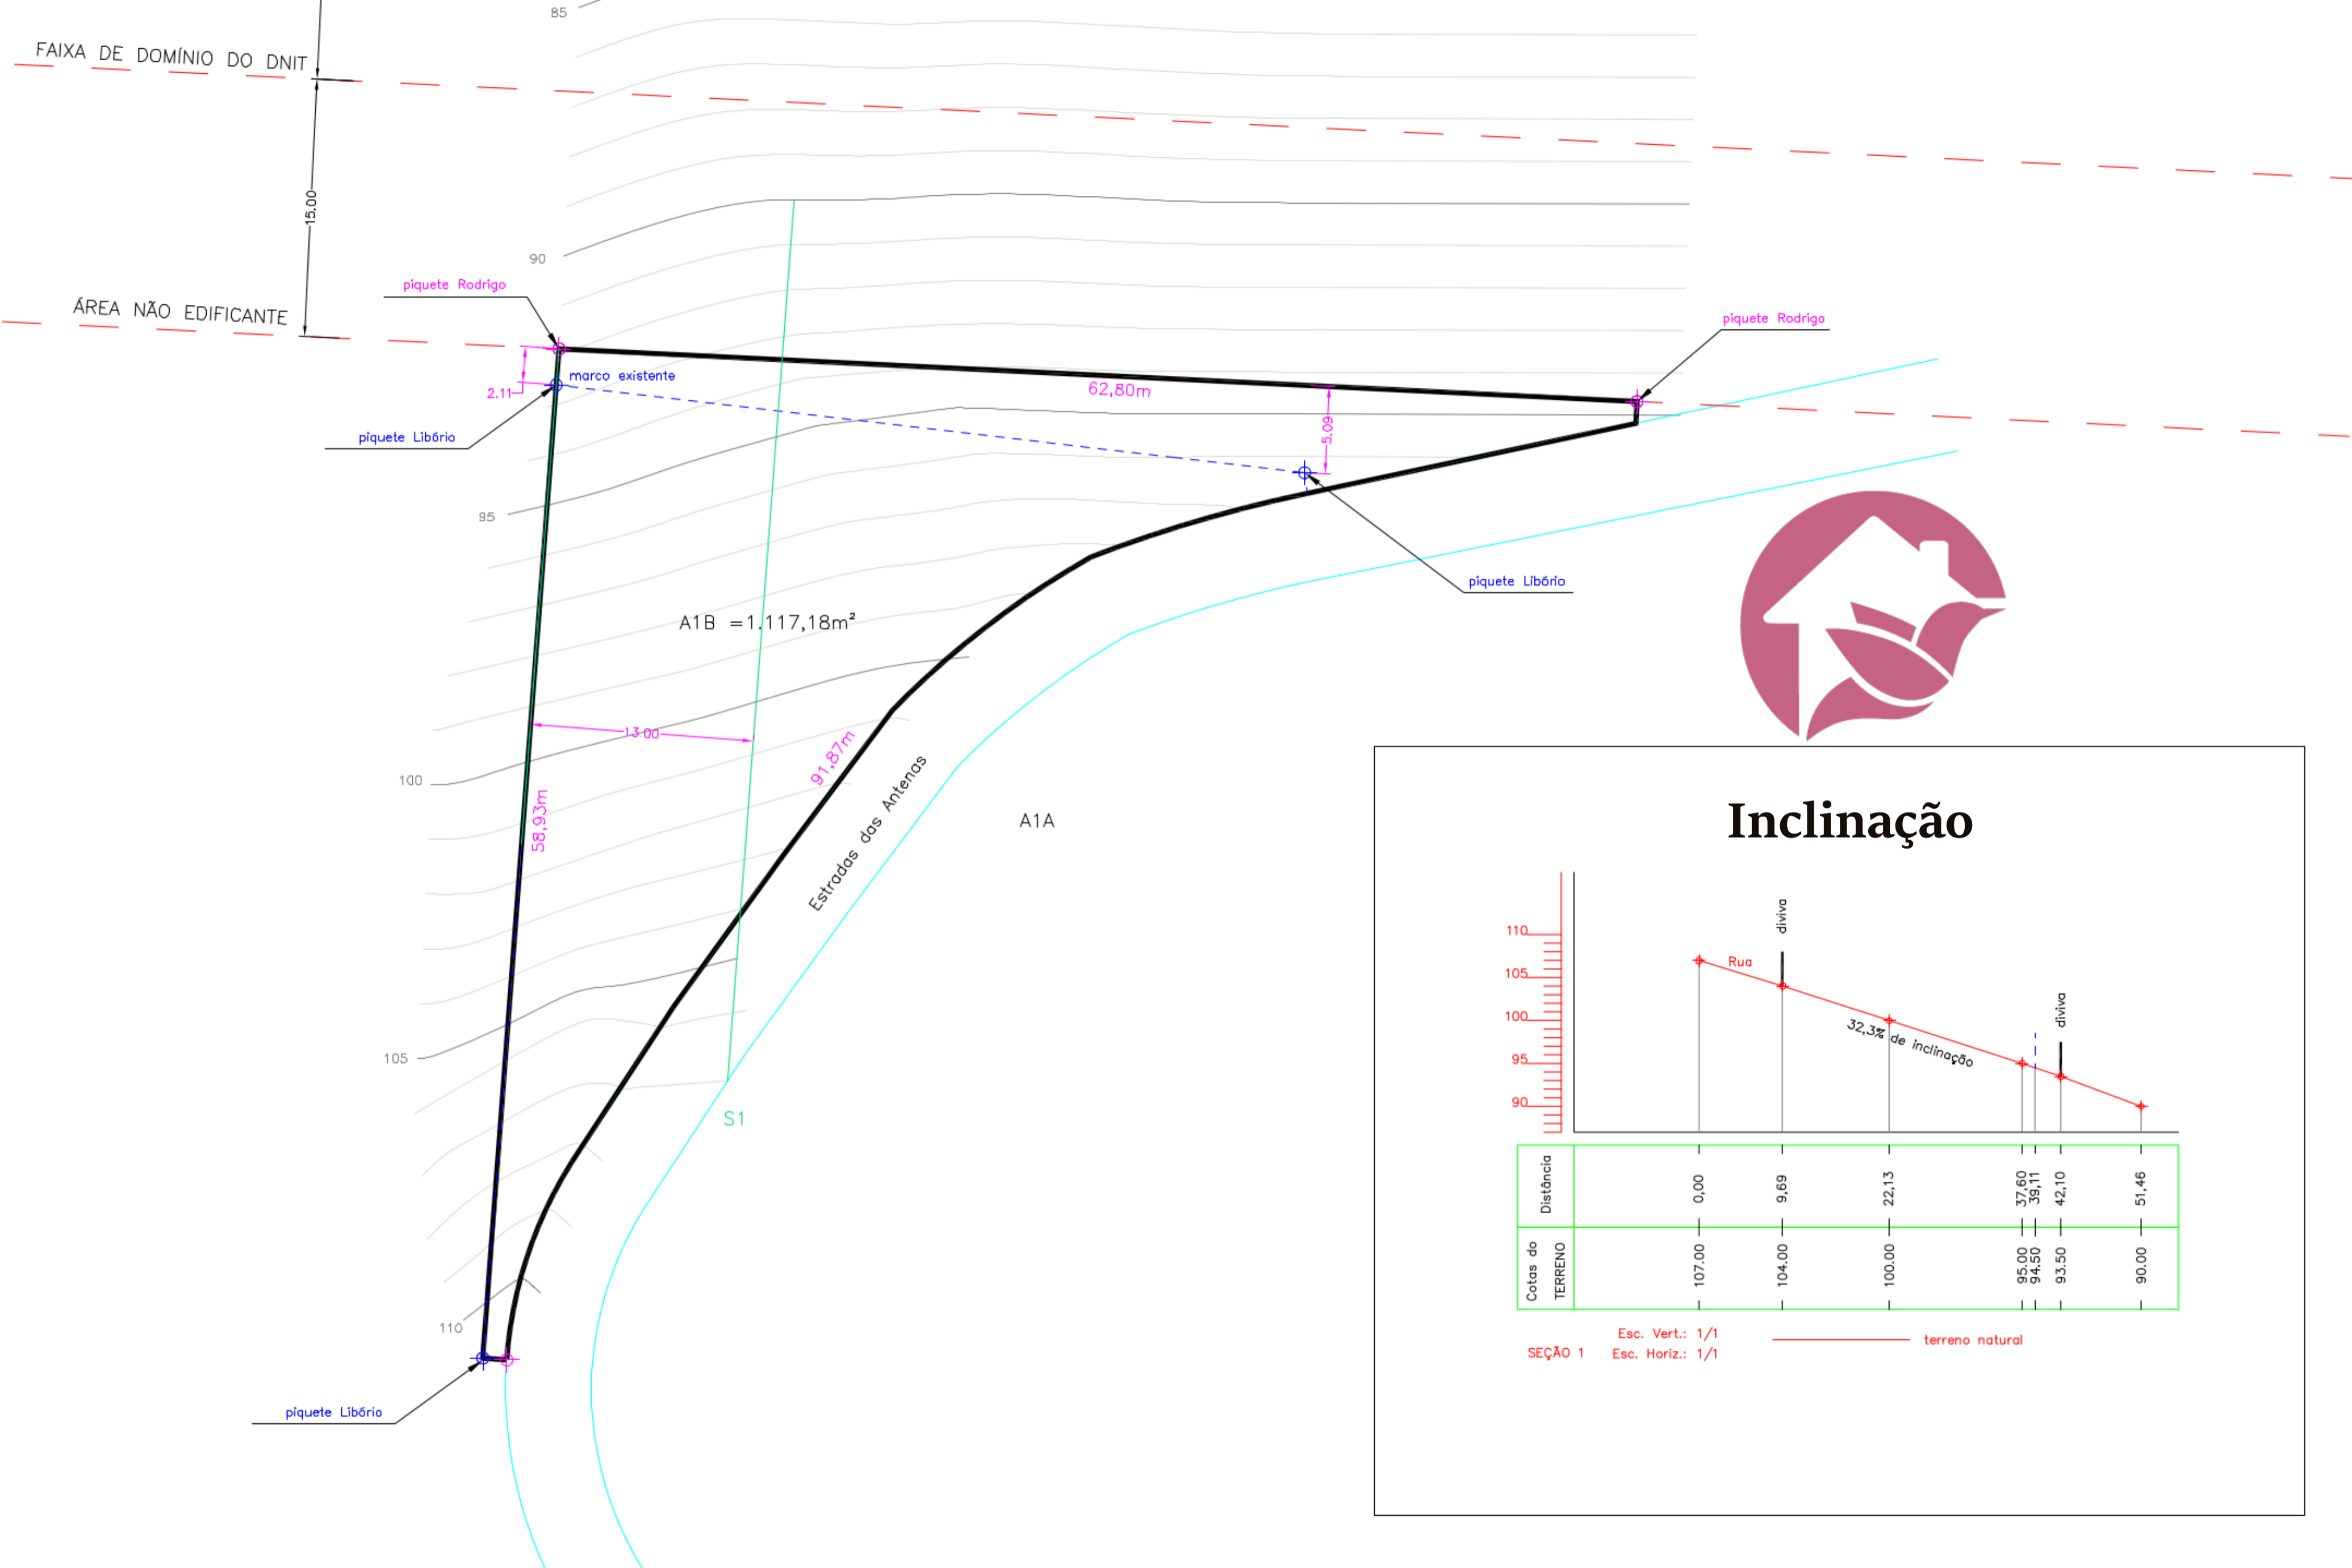 85
FAIXA DE DOMÍNIO DO DNIT
15.00
90
piquete Rodrigo
ÁREA NÃO EDIFICANTE
piquete Rodrigo
marco existente
2.11
62,80m
5.09
piquete Libório
95
piquete Libório
A1B =1.117,18m²
13.00
100
91,87m
58,93m
Estradas das Antenas
A1A
105
S1
110
piquete Libório
Inclinação
diviva
110
Rua
105
diviva
100
32,3% de inclinação
95
90
Distância
0,00
9,69
22,13
37,60
39,11
42,10
51,46
Cotas do
TERRENO
107.00
104.00
100.00
95.00
94.50
93.50
90.00
SEÇÃO 1
Esc. Vert.: 1/1
Esc. Horiz.: 1/1
terreno natural